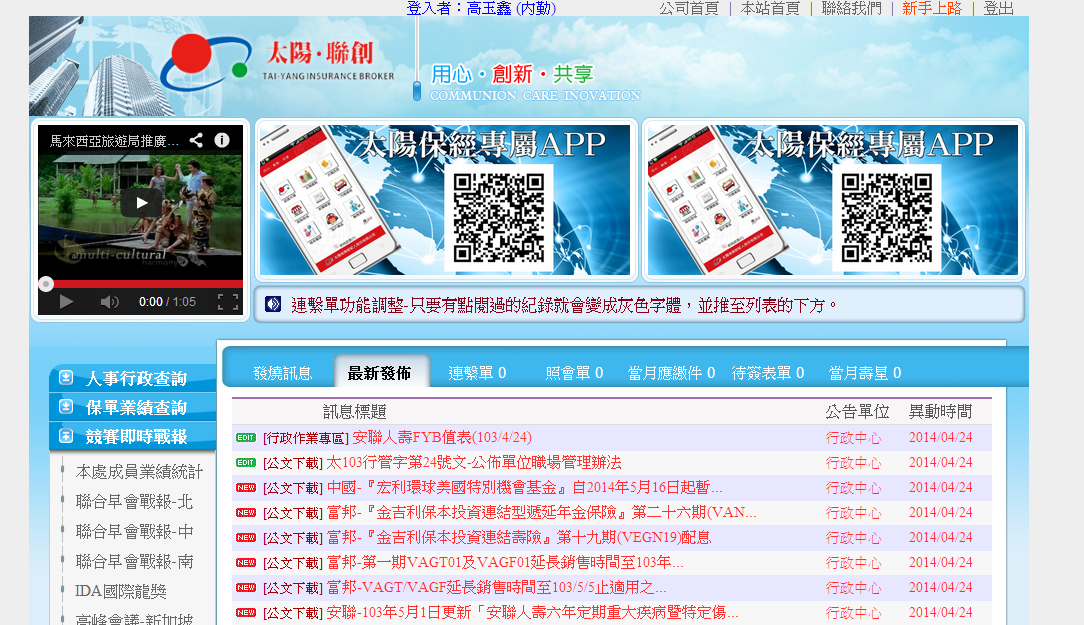 登入者：高玉鑫 (內勤)
公司首頁 | 本站首頁 | 聯絡我們 | 新手上路 | 登出
太陽・聯創
TAI-YANG INSURANCE BROKER
用心・創新・共享
COMMUNION CARE INOVATION
馬來西亞旅遊局推廣...
multi-cultural
harmony
0:00 / 1:05
太陽保經專屬APP
太陽保經專屬APP
連繫單功能調整-只要有點閱過的紀錄就會變成灰色字體，並推至列表的下方。
人事行政查詢
保單業績查詢
競賽即時戰報
本處成員業績統計
聯合早會戰報-北
聯合早會戰報-中
聯合早會戰報-南
IDA國際龍獎
高峰會議-新加坡
發燒訊息 最新發佈 連繫單 0 照會單 0 當月應繳件 0 待簽表單 0 當月壽星 0
訊息標題 公告單位 異動時間
EDIT [行政作業專區] 安聯人壽FYB值表(103/4/24) 行政中心 2014/04/24
EDIT [公文下載] 太103行管字第24號文-公佈單位職場管理辦法 行政中心 2014/04/24
NEW [公文下載] 中國-『宏利環球美國特別機會基金』自2014年5月16日起暫... 行政中心 2014/04/24
NEW [公文下載] 富邦-『金吉利保本投資連結型遞延年金保險』第二十六期(VAN... 行政中心 2014/04/24
NEW [公文下載] 富邦-『金吉利保本投資連結壽險』第十九期(VEGN19)配息 行政中心 2014/04/24
NEW [公文下載] 富邦-第一期VAGT01及VAGF01延長銷售時間至103年... 行政中心 2014/04/24
NEW [公文下載] 富邦-VAGT/VAGF延長銷售時間至103/5/5止適用之... 行政中心 2014/04/24
NEW [公文下載] 安聯-103年5月1日更新「安聯人壽六年定期重大疾病暨特定傷... 行政中心 2014/04/24